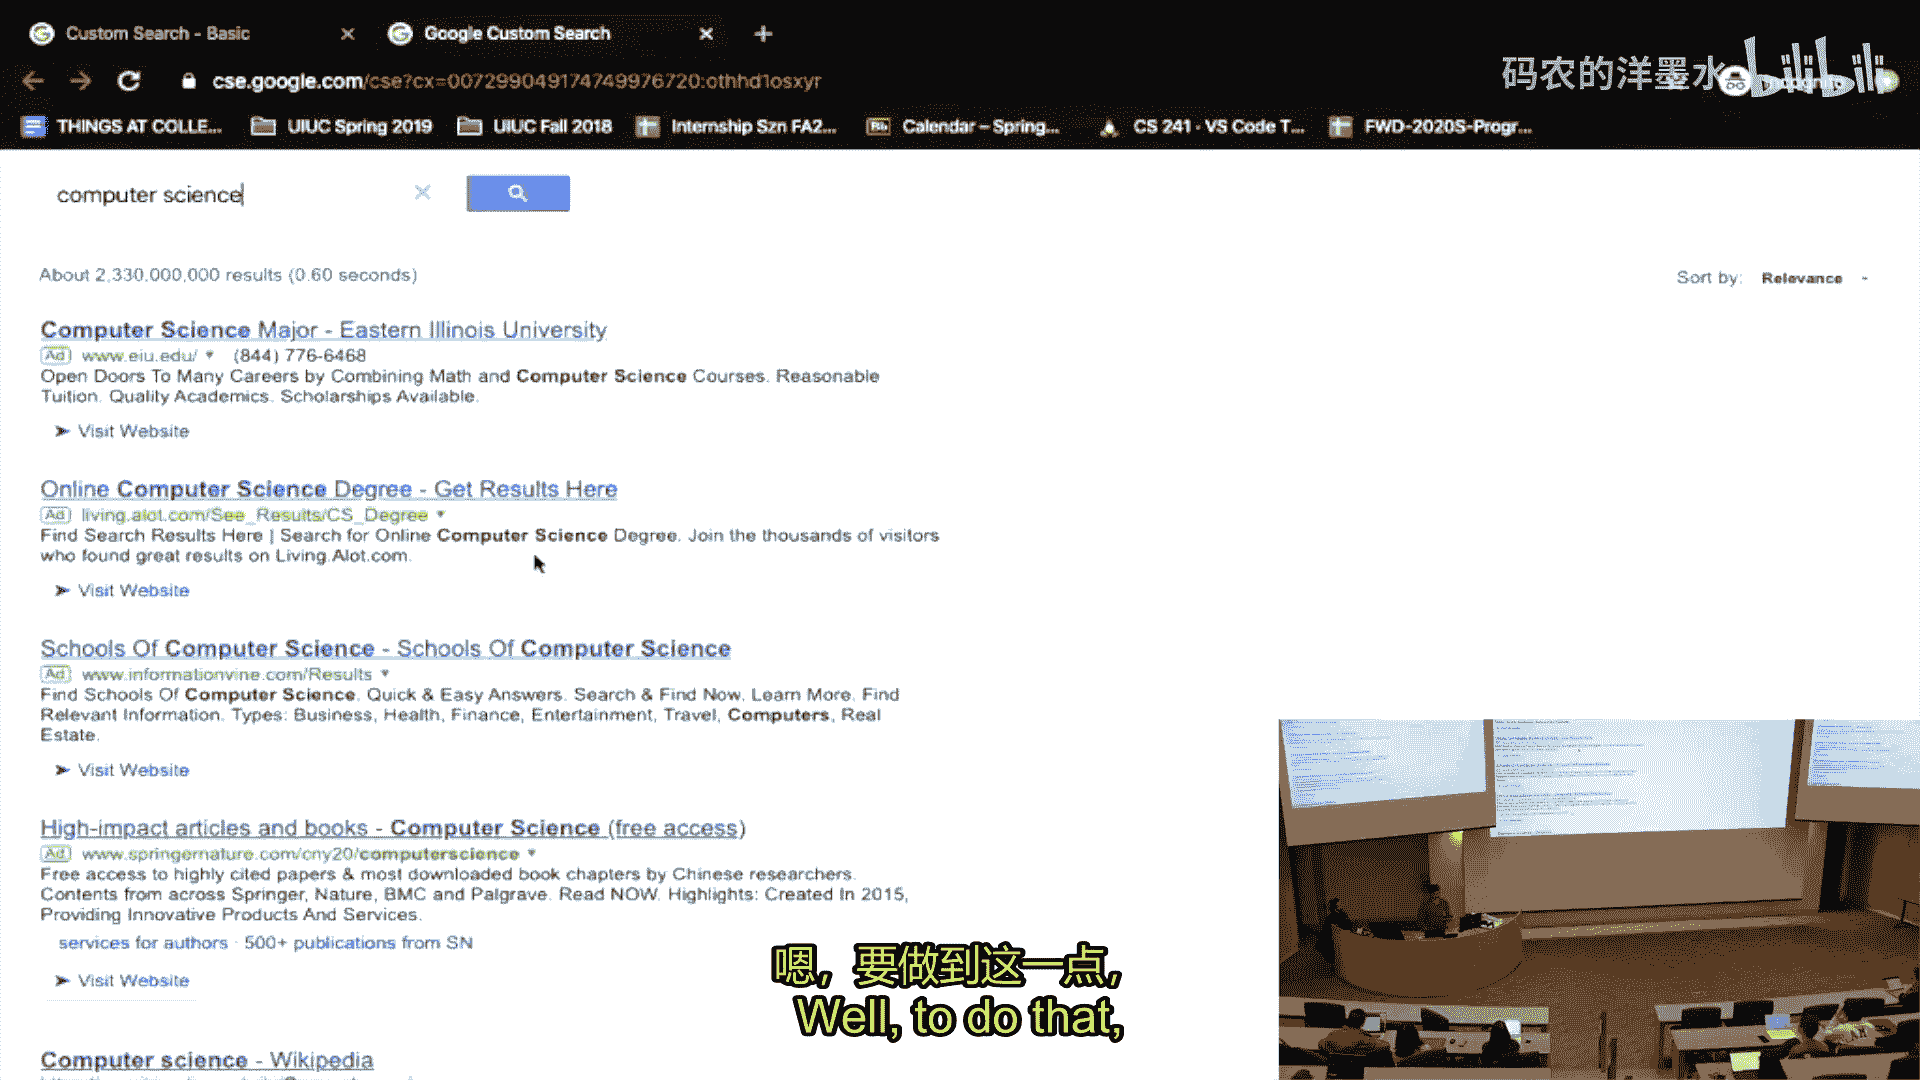 Custom Search - Basic
Google Custom Search
cse.google.com/cse?cx=007299049174749976720:othhd1osxyr
码农的洋墨水
bilibili
THINGS AT COLLE...
UIUC Spring 2019
UIUC Fall 2018
Internship Szn FA2...
Calendar – Spring...
CS 241 - VS Code T...
FWD-2020S-Progr...
computer science
About 2,330,000,000 results (0.60 seconds)
Sort by: Relevance
Computer Science Major - Eastern Illinois University
Ad www.eiu.edu/ (844) 776-6468
Open Doors To Many Careers by Combining Math and Computer Science Courses. Reasonable
Tuition. Quality Academics. Scholarships Available.
Visit Website
Online Computer Science Degree - Get Results Here
Ad living.alot.com/See_Results/CS_Degree
Find Search Results Here | Search for Online Computer Science Degree. Join the thousands of visitors
who found great results on Living.Alot.com.
Visit Website
Schools Of Computer Science - Schools Of Computer Science
Ad www.informationvine.com/Results
Find Schools Of Computer Science. Quick & Easy Answers. Search & Find Now. Learn More. Find
Relevant Information. Types: Business, Health, Finance, Entertainment, Travel, Computers, Real
Estate.
Visit Website
High-impact articles and books - Computer Science (free access)
Ad www.springernature.com/cny20/computerscience
Free access to highly cited papers & most downloaded book chapters by Chinese researchers.
Contents from across Springer, Nature, BMC and Palgrave. Read NOW. Highlights: Created In 2015,
Providing Innovative Products And Services.
services for authors · 500+ publications from SN
Visit Website
Computer science - Wikipedia
嗯，要做到这一点，
Well, to do that,